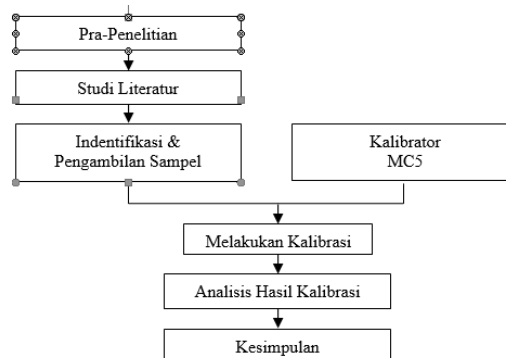 Pra-Penelitian
Studi Literatur
Indentifikasi &
Pengambilan Sampel
Kalibrator
MC5
Melakukan Kalibrasi
Analisis Hasil Kalibrasi
Kesimpulan